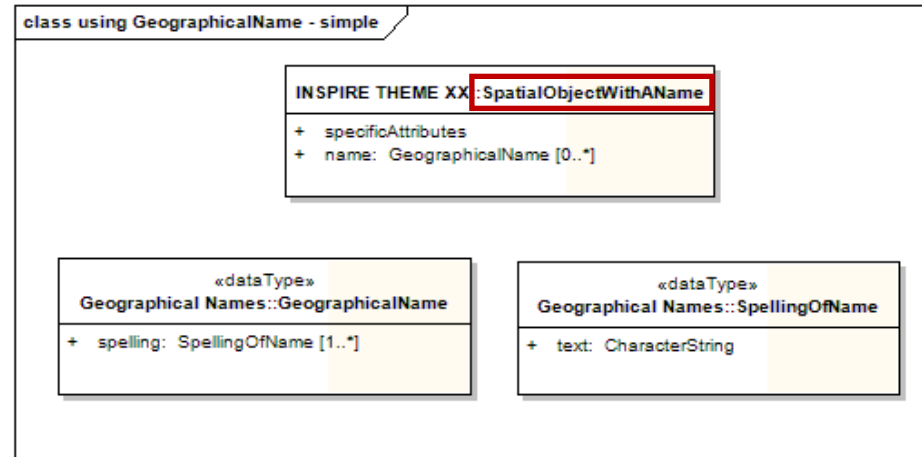 class using GeographicalName - simple
INSPIRE THEME XX::SpatialObjectWithAName
+ specificAttributes
+ name: GeographicalName [0..*]
«dataType»
Geographical Names::GeographicalName
+ spelling: SpellingOfName [1..*]
«dataType»
Geographical Names::SpellingOfName
+ text: CharacterString